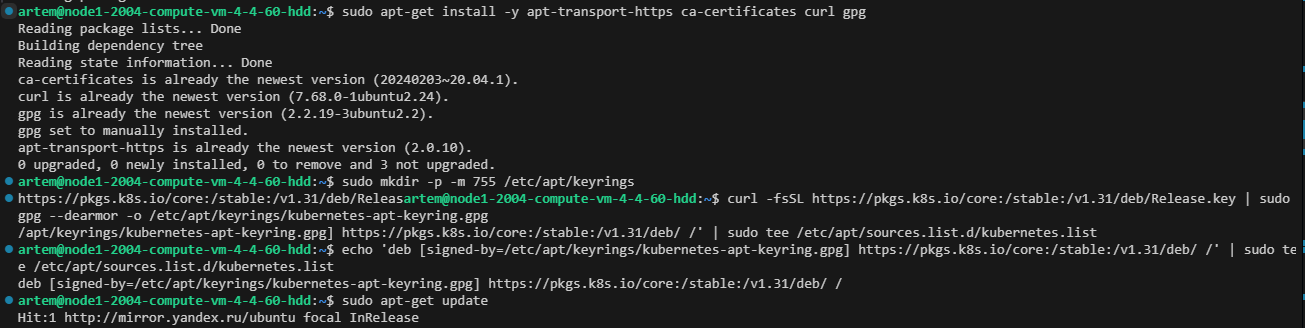 artem@node1-2004-compute-vm-4-4-60-hdd:~$ sudo apt-get install -y apt-transport-https ca-certificates curl gpg
Reading package lists... Done
Building dependency tree
Reading state information... Done
ca-certificates is already the newest version (20240203~20.04.1).
curl is already the newest version (7.68.0-1ubuntu2.24).
gpg is already the newest version (2.2.19-3ubuntu2.2).
gpg set to manually installed.
apt-transport-https is already the newest version (2.0.10).
0 upgraded, 0 newly installed, 0 to remove and 3 not upgraded.
artem@node1-2004-compute-vm-4-4-60-hdd:~$ sudo mkdir -p -m 755 /etc/apt/keyrings
https://pkgs.k8s.io/core:/stable:/v1.31/deb/Releasartem@node1-2004-compute-vm-4-4-60-hdd:~$ curl -fsSL https://pkgs.k8s.io/core:/stable:/v1.31/deb/Release.key | sudo
gpg --dearmor -o /etc/apt/keyrings/kubernetes-apt-keyring.gpg
/apt/keyrings/kubernetes-apt-keyring.gpg] https://pkgs.k8s.io/core:/stable:/v1.31/deb/ /' | sudo tee /etc/apt/sources.list.d/kubernetes.list
artem@node1-2004-compute-vm-4-4-60-hdd:~$ echo 'deb [signed-by=/etc/apt/keyrings/kubernetes-apt-keyring.gpg] https://pkgs.k8s.io/core:/stable:/v1.31/deb/ /' | sudo te
e /etc/apt/sources.list.d/kubernetes.list
deb [signed-by=/etc/apt/keyrings/kubernetes-apt-keyring.gpg] https://pkgs.k8s.io/core:/stable:/v1.31/deb/ /
artem@node1-2004-compute-vm-4-4-60-hdd:~$ sudo apt-get update
Hit:1 http://mirror.yandex.ru/ubuntu focal InRelease